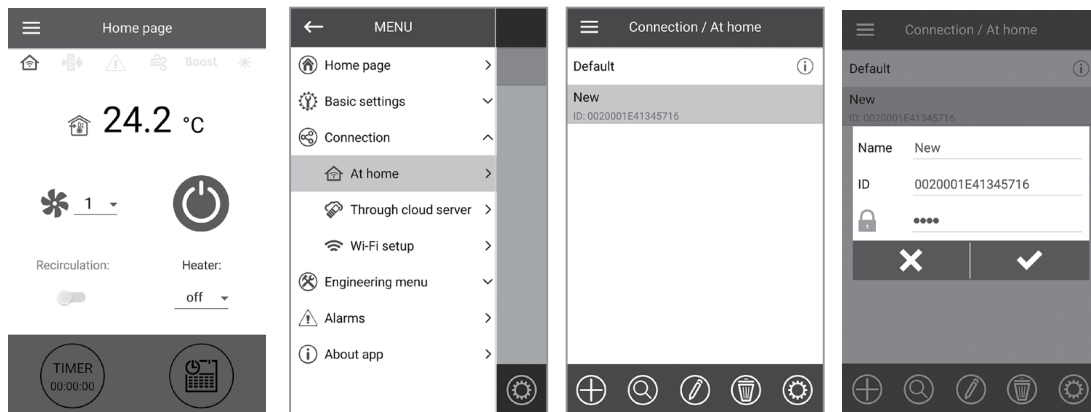 Home page
Boost
24.2 °C
1
Recirculation:
Heater:
off
TIMER
00:00:00
MENU
Home page
Basic settings
Connection
At home
Through cloud server
Wi-Fi setup
Engineering menu
Alarms
About app
Connection / At home
Default
New
ID: 0020001E41345716
Connection / At home
Default
New
ID: 0020001E41345716
Name New
ID 0020001E41345716
••••